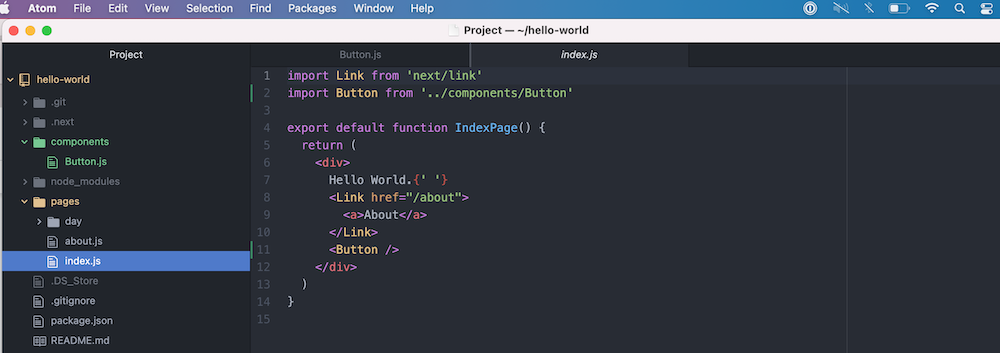 Atom File Edit View Selection Find Packages Window Help
Project — ~/hello-world
Project
hello-world
.git
.next
components
Button.js
node_modules
pages
day
about.js
index.js
.DS_Store
.gitignore
package.json
README.md
Button.js index.js
1 import Link from 'next/link'
2 import Button from '../components/Button'
3
4 export default function IndexPage() {
5 return (
6 <div>
7 Hello World.{' '}
8 <Link href="/about">
9 <a>About</a>
10 </Link>
11 <Button />
12 </div>
13 )
14 }
15